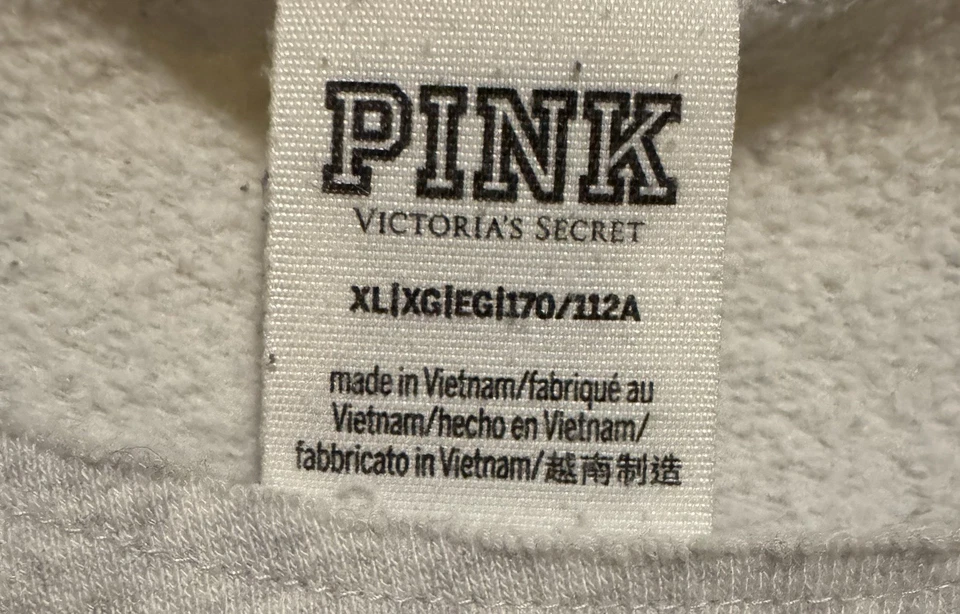 PINK
VICTORIA'S SECRET
XL|XG|EG|170/112A
made in Vietnam/fabriqué au
Vietnam/hecho en Vietnam/
fabbricato in Vietnam/越南制造